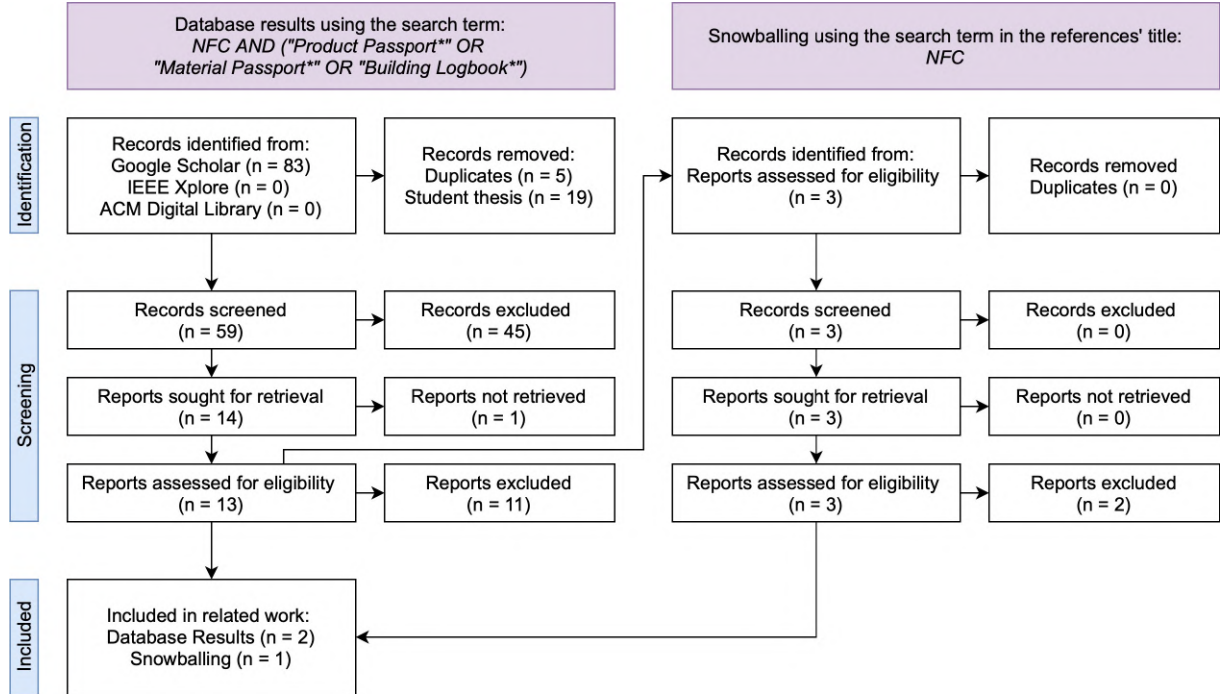 Database results using the search term:
NFC AND ("Product Passport*" OR
"Material Passport*" OR "Building Logbook*")
Snowballing using the search term in the references' title:
NFC
Identification
Records identified from:
Google Scholar (n = 83)
IEEE Xplore (n = 0)
ACM Digital Library (n = 0)
Records removed:
Duplicates (n = 5)
Student thesis (n = 19)
Records identified from:
Reports assessed for eligibility
(n = 3)
Records removed
Duplicates (n = 0)
Screening
Records screened
(n = 59)
Records excluded
(n = 45)
Records screened
(n = 3)
Records excluded
(n = 0)
Reports sought for retrieval
(n = 14)
Reports not retrieved
(n = 1)
Reports sought for retrieval
(n = 3)
Reports not retrieved
(n = 0)
Reports assessed for eligibility
(n = 13)
Reports excluded
(n = 11)
Reports assessed for eligibility
(n = 3)
Reports excluded
(n = 2)
Included
Included in related work:
Database Results (n = 2)
Snowballing (n = 1)